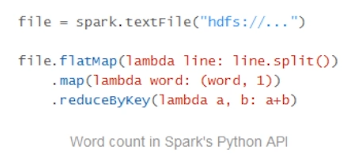 file = spark.textFile("hdfs://...")
file.flatMap(lambda line: line.split())
    .map(lambda word: (word, 1))
    .reduceByKey(lambda a, b: a+b)
Word count in Spark's Python API